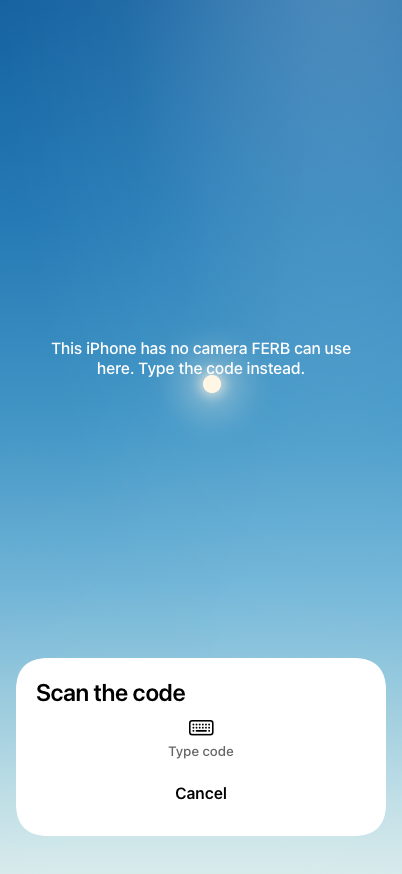 This iPhone has no camera FERB can use
here. Type the code instead.
Scan the code
Type code
Cancel